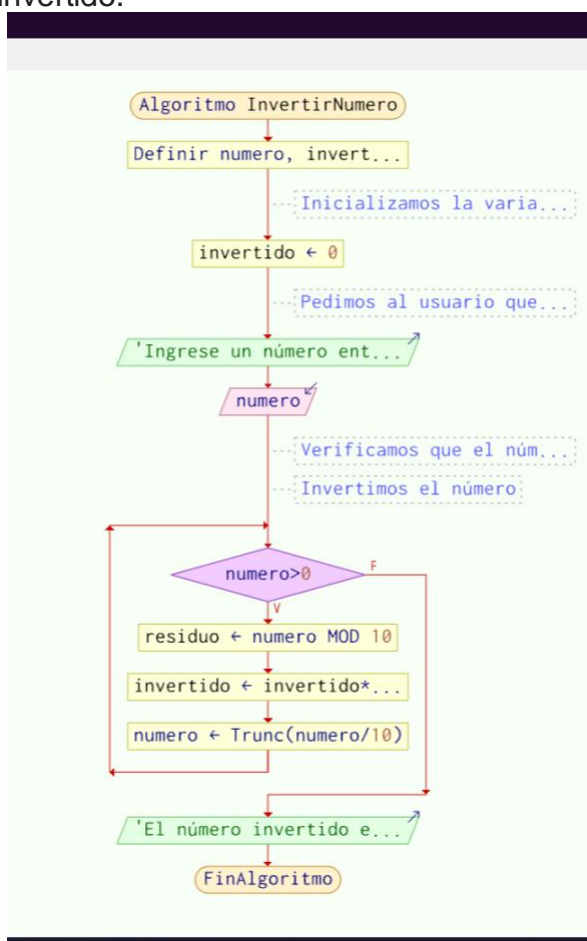 invertido.
Algoritmo InvertirNumero
Definir numero, invert...
Inicializamos la varia...
invertido ← 0
Pedimos al usuario que...
'Ingrese un número ent...
numero
Verificamos que el núm...
Invertimos el número
numero>0
F
V
residuo ← numero MOD 10
invertido ← invertido*...
numero ← Trunc(numero/10)
'El número invertido e...
FinAlgoritmo